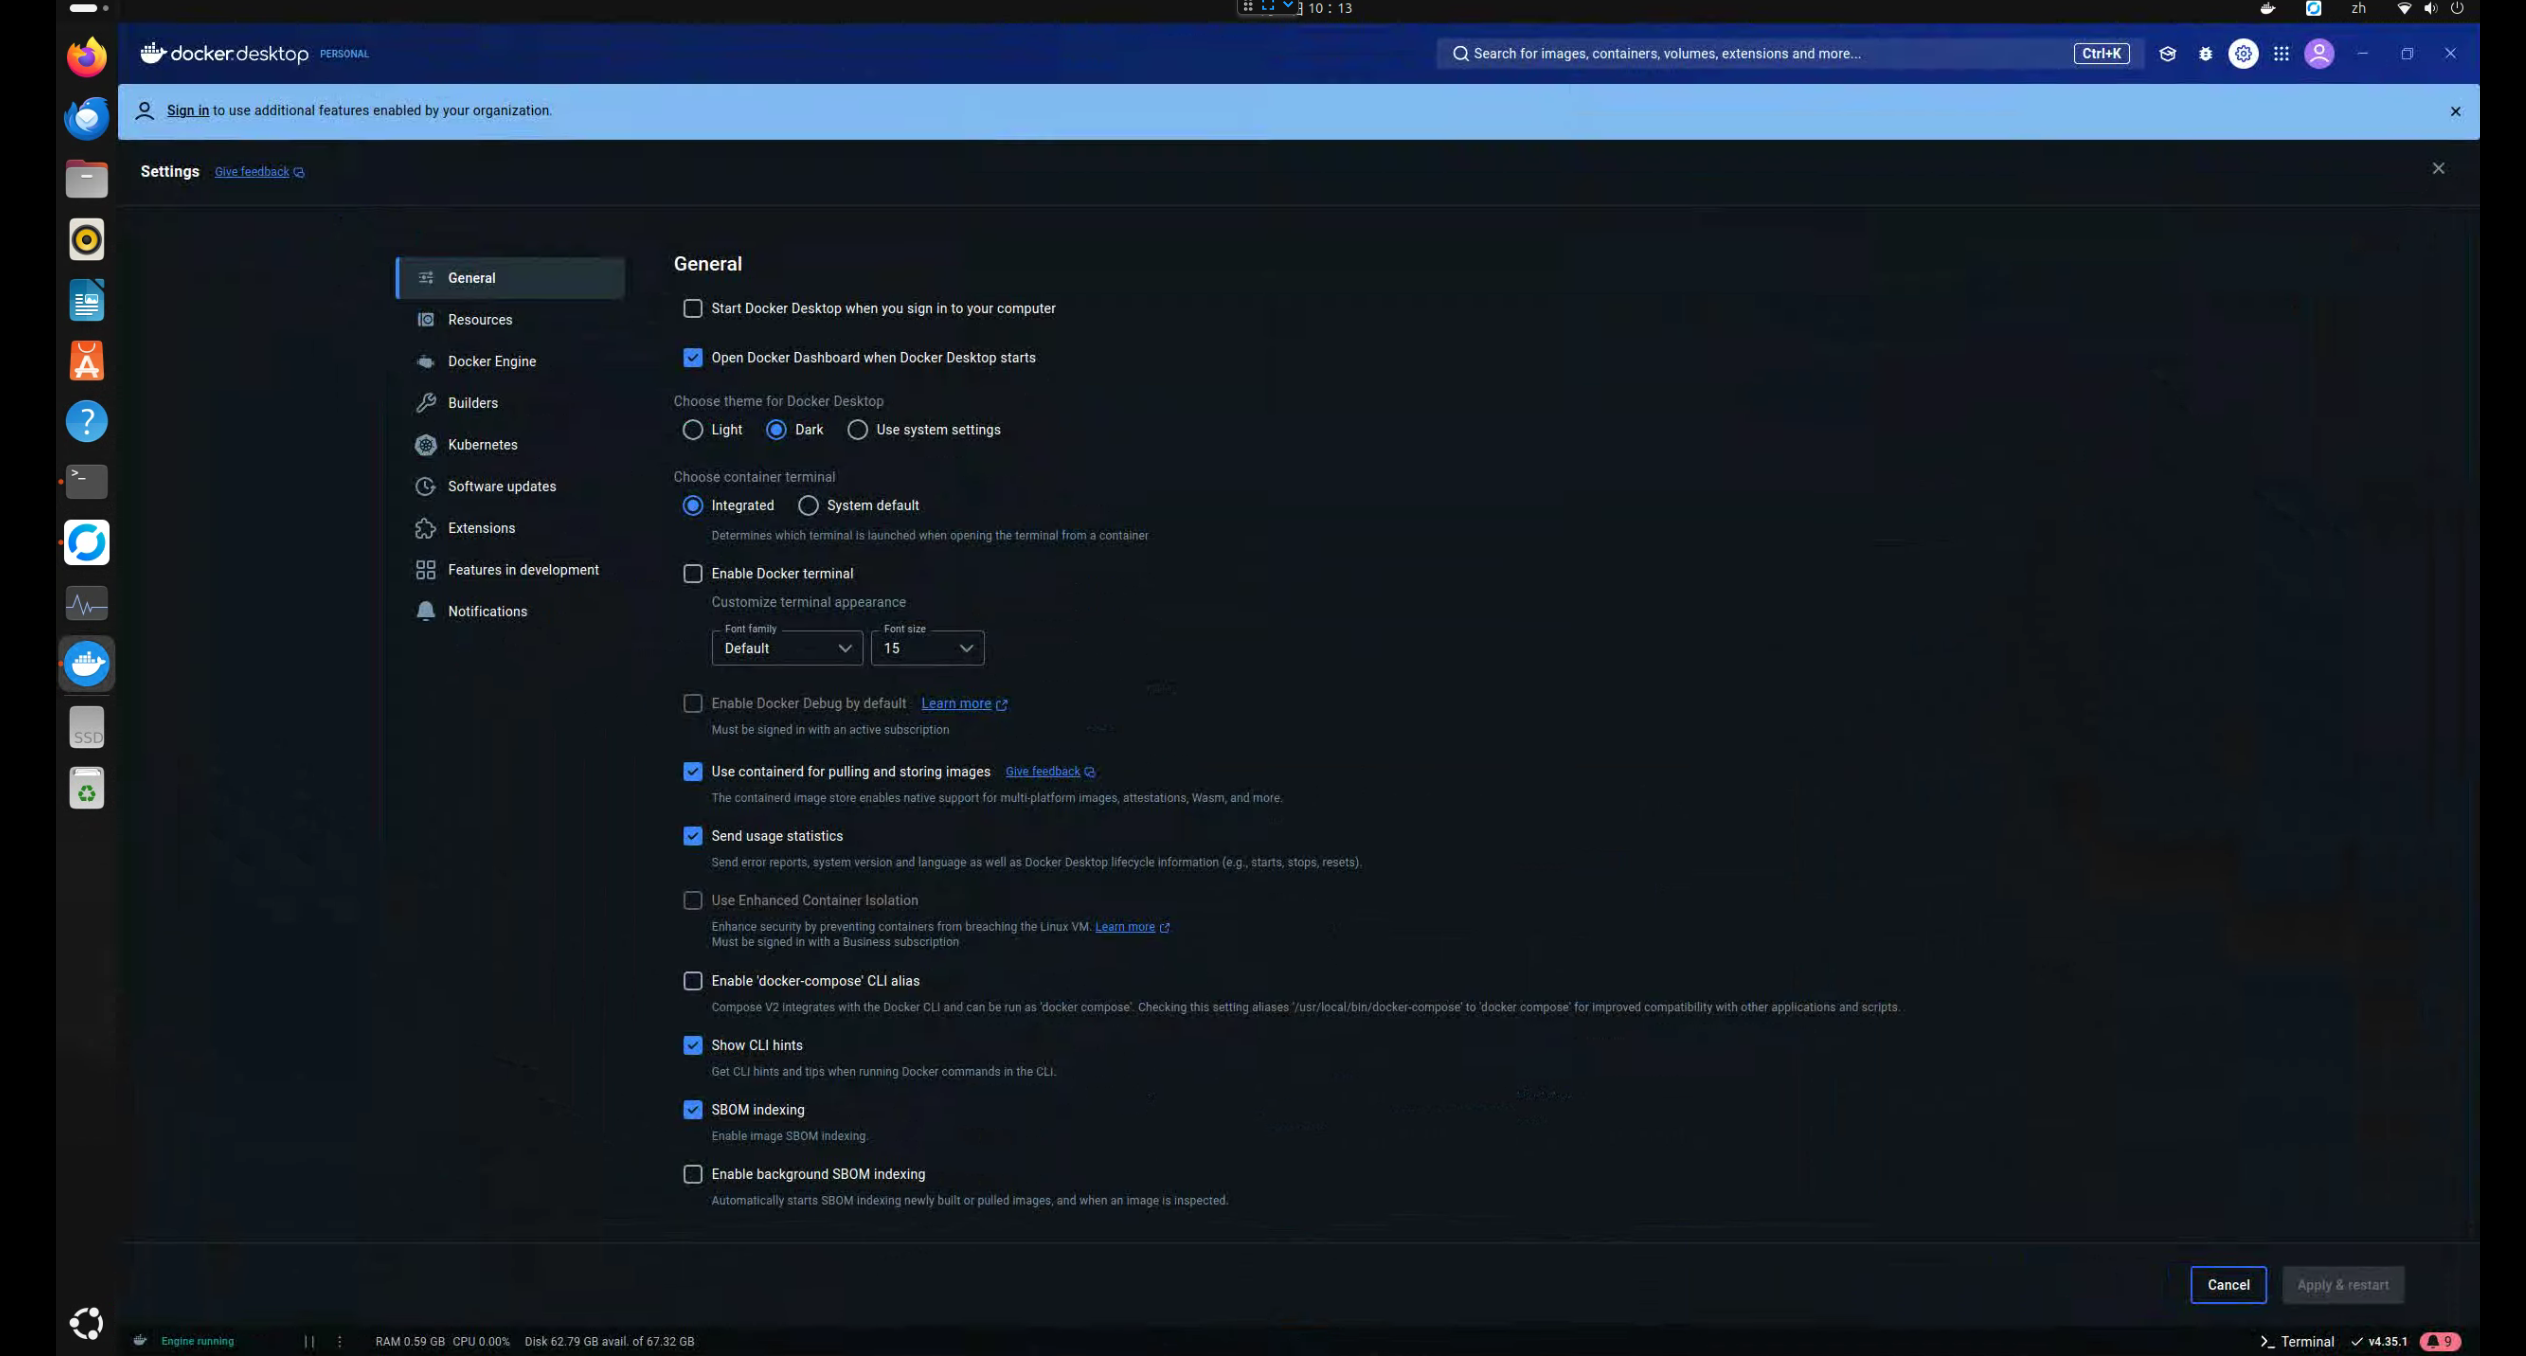 10 : 13
zh
docker.desktop PERSONAL
Search for images, containers, volumes, extensions and more... Ctrl+K
Sign in to use additional features enabled by your organization.
Settings Give feedback
General
Resources
Docker Engine
Builders
Kubernetes
Software updates
Extensions
Features in development
Notifications
General
Start Docker Desktop when you sign in to your computer
Open Docker Dashboard when Docker Desktop starts
Choose theme for Docker Desktop
Light Dark Use system settings
Choose container terminal
Integrated System default
Determines which terminal is launched when opening the terminal from a container
Enable Docker terminal
Customize terminal appearance
Font family Font size
Default 15
Enable Docker Debug by default Learn more
Must be signed in with an active subscription
Use containerd for pulling and storing images Give feedback
The containerd image store enables native support for multi-platform images, attestations, Wasm, and more.
Send usage statistics
Send error reports, system version and language as well as Docker Desktop lifecycle information (e.g., starts, stops, resets).
Use Enhanced Container Isolation
Enhance security by preventing containers from breaching the Linux VM. Learn more
Must be signed in with a Business subscription
Enable 'docker-compose' CLI alias
Compose V2 integrates with the Docker CLI and can be run as 'docker compose'. Checking this setting aliases '/usr/local/bin/docker-compose' to 'docker compose' for improved compatibility with other applications and scripts.
Show CLI hints
Get CLI hints and tips when running Docker commands in the CLI.
SBOM indexing
Enable image SBOM indexing.
Enable background SBOM indexing
Automatically starts SBOM indexing newly built or pulled images, and when an image is inspected.
SSD
Cancel Apply & restart
Engine running RAM 0.59 GB CPU 0.00% Disk 62.79 GB avail. of 67.32 GB >_ Terminal v4.35.1 9